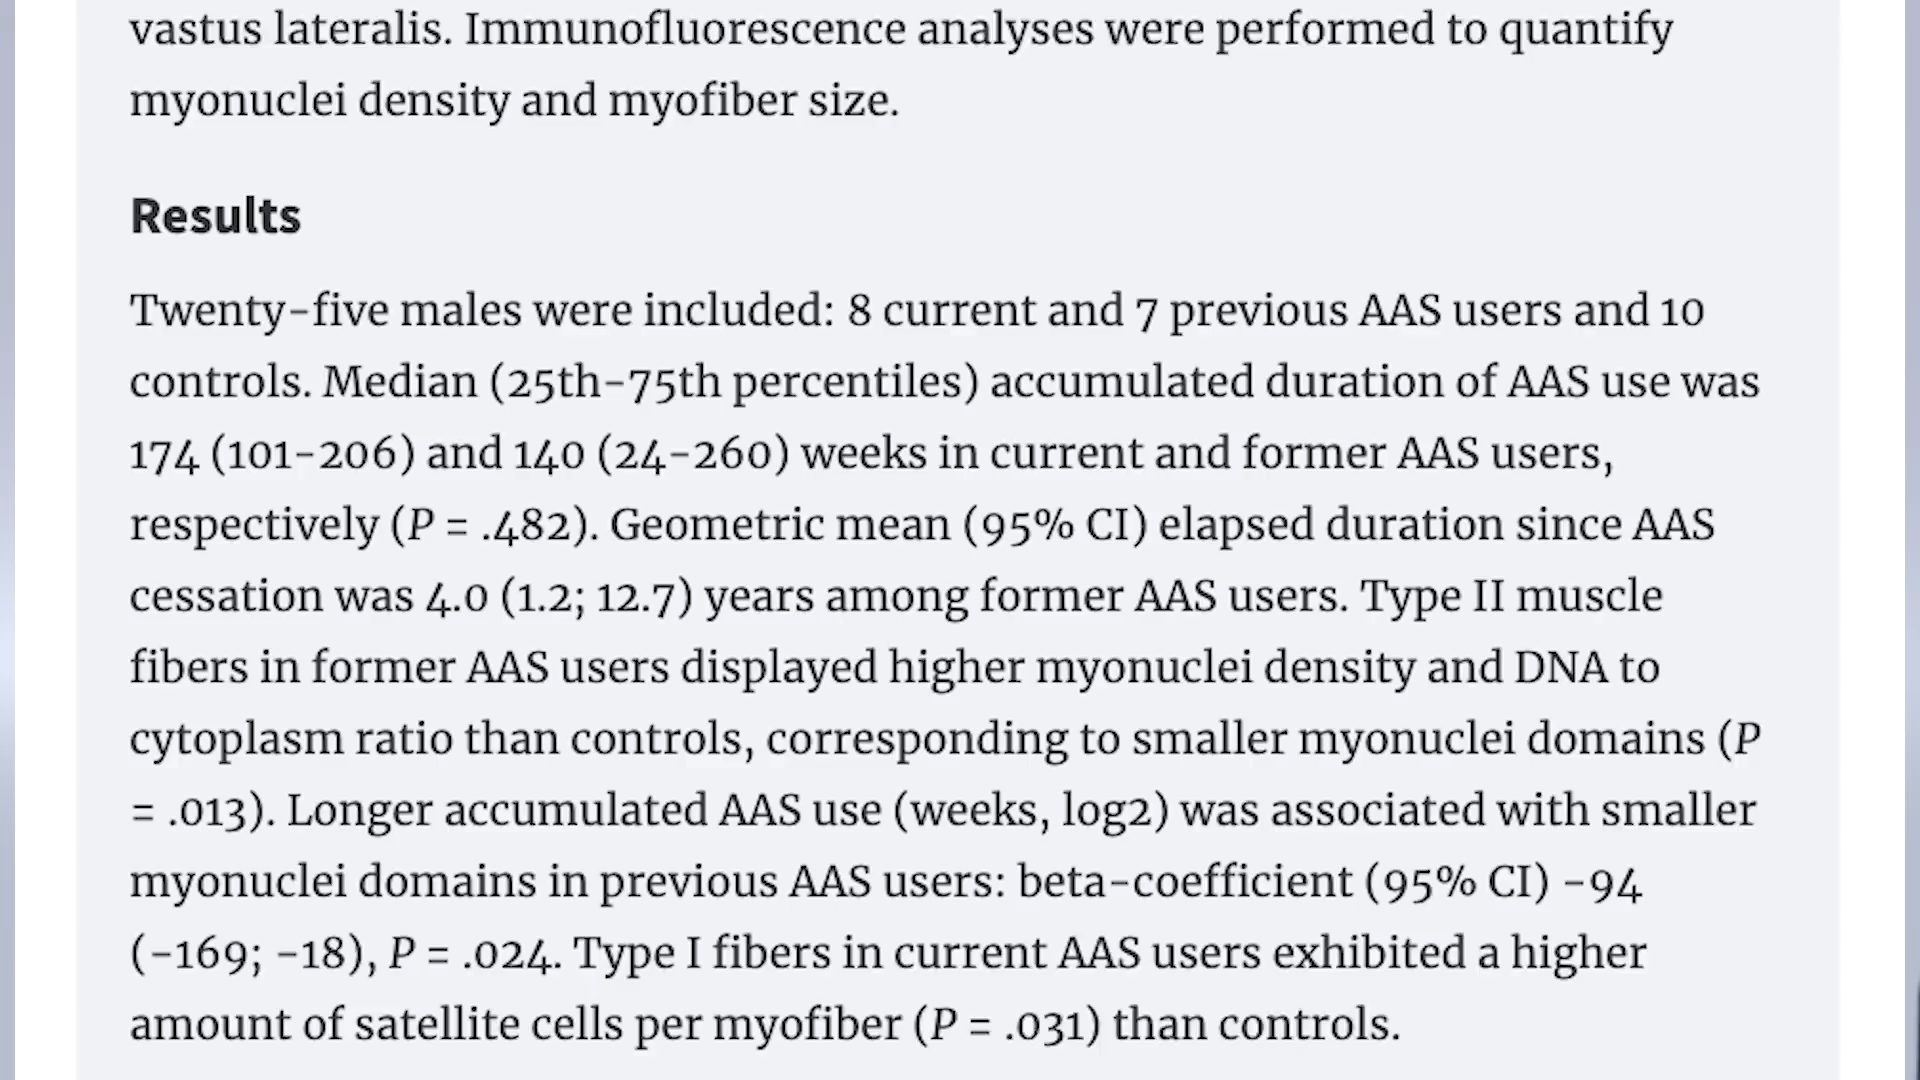 vastus lateralis. Immunofluorescence analyses were performed to quantify
myonuclei density and myofiber size.
Results
Twenty-five males were included: 8 current and 7 previous AAS users and 10
controls. Median (25th-75th percentiles) accumulated duration of AAS use was
174 (101-206) and 140 (24-260) weeks in current and former AAS users,
respectively (P = .482). Geometric mean (95% CI) elapsed duration since AAS
cessation was 4.0 (1.2; 12.7) years among former AAS users. Type II muscle
fibers in former AAS users displayed higher myonuclei density and DNA to
cytoplasm ratio than controls, corresponding to smaller myonuclei domains (P
= .013). Longer accumulated AAS use (weeks, log2) was associated with smaller
myonuclei domains in previous AAS users: beta-coefficient (95% CI) -94
(-169; -18), P = .024. Type I fibers in current AAS users exhibited a higher
amount of satellite cells per myofiber (P = .031) than controls.